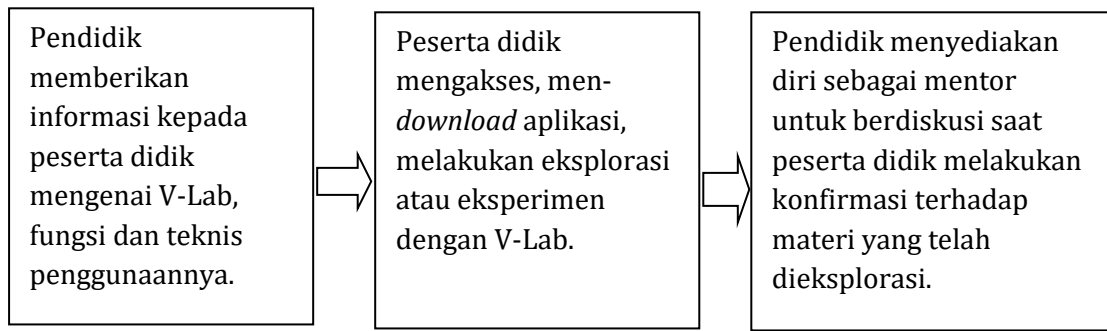 Pendidik
memberikan
informasi kepada
peserta didik
mengenai V-Lab,
fungsi dan teknis
penggunaannya.
Peserta didik
mengakses, men-
download aplikasi,
melakukan eksplorasi
atau eksperimen
dengan V-Lab.
Pendidik menyediakan
diri sebagai mentor
untuk berdiskusi saat
peserta didik melakukan
konfirmasi terhadap
materi yang telah
dieksplorasi.